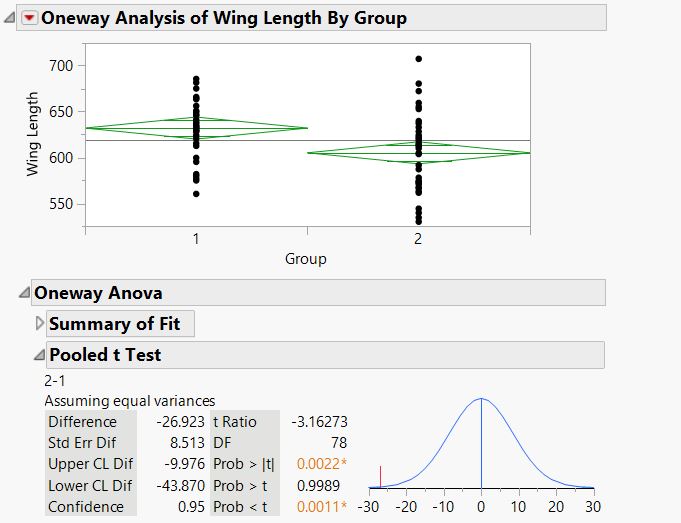 Oneway Analysis of Wing Length By Group
700
650
600
550
Wing Length
1 2
Group
Oneway Anova
Summary of Fit
Pooled t Test
2-1
Assuming equal variances
Difference -26.923 t Ratio -3.16273
Std Err Dif 8.513 DF 78
Upper CL Dif -9.976 Prob > |t| 0.0022*
Lower CL Dif -43.870 Prob > t 0.9989
Confidence 0.95 Prob < t 0.0011*
-30 -20 -10 0 10 20 30